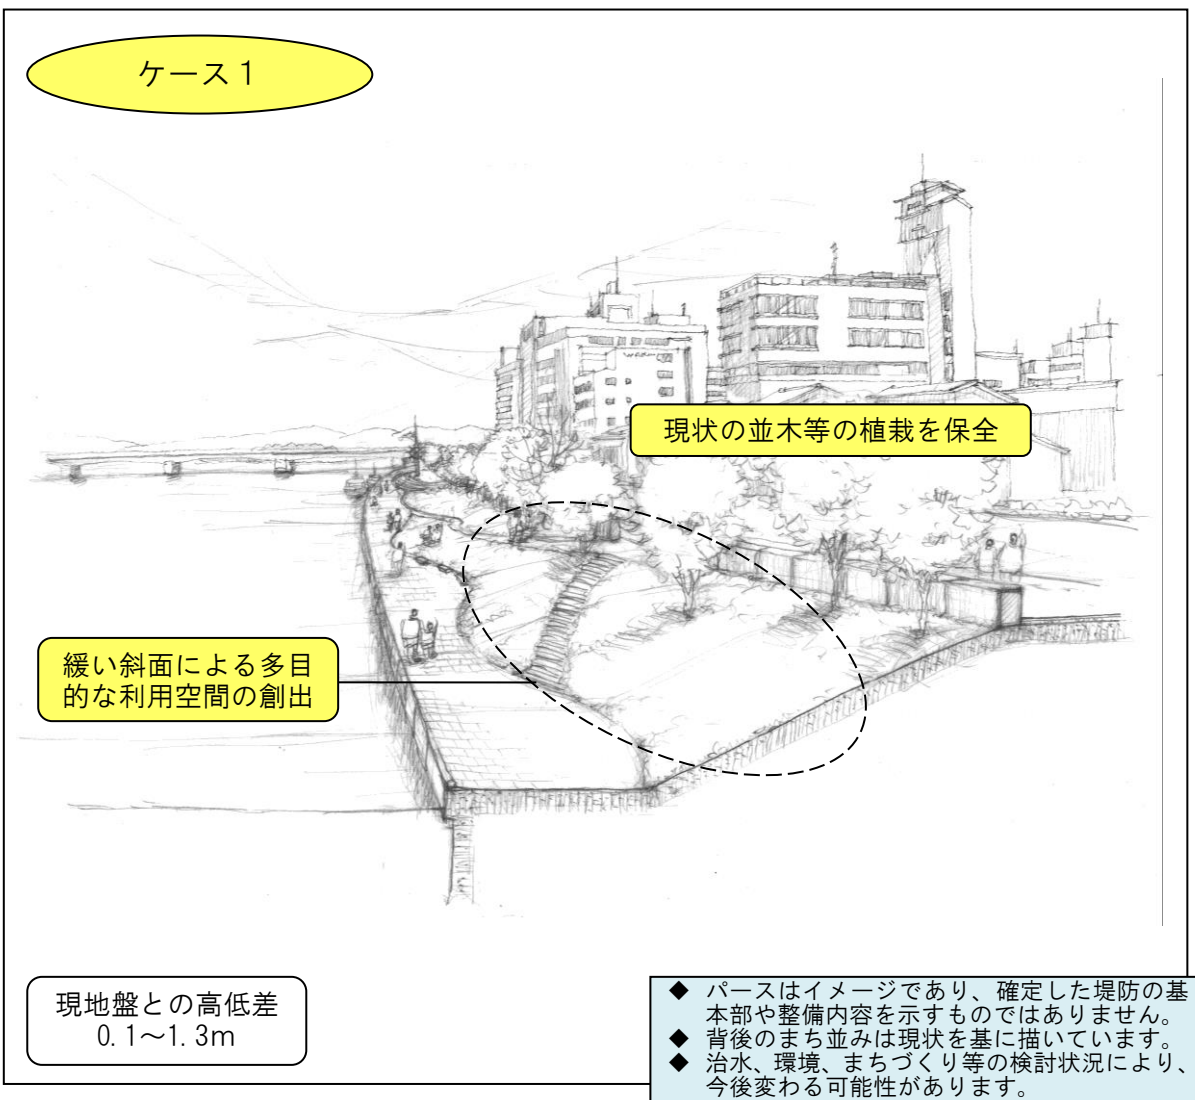 ケース1
現状の並木等の植栽を保全
緩い斜面による多目
的な利用空間の創出
現地盤との高低差
0.1～1.3m
◆ パースはイメージであり、確定した堤防の基
本部や整備内容を示すものではありません。
◆ 背後のまち並みは現状を基に描いています。
◆ 治水、環境、まちづくり等の検討状況により、
今後変わる可能性があります。